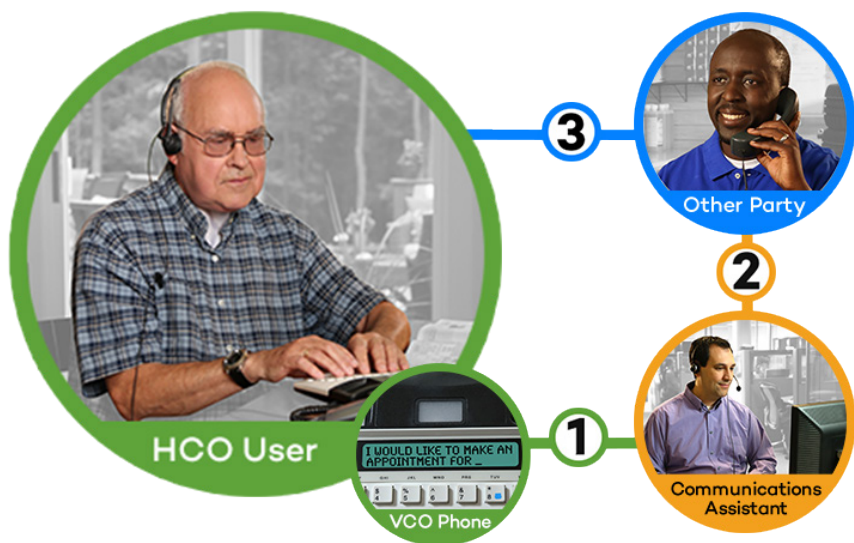 3
Other Party
2
HCO User
I WOULD LIKE TO MAKE AN
APPOINTMENT FOR _
1
VCO Phone
Communications
Assistant